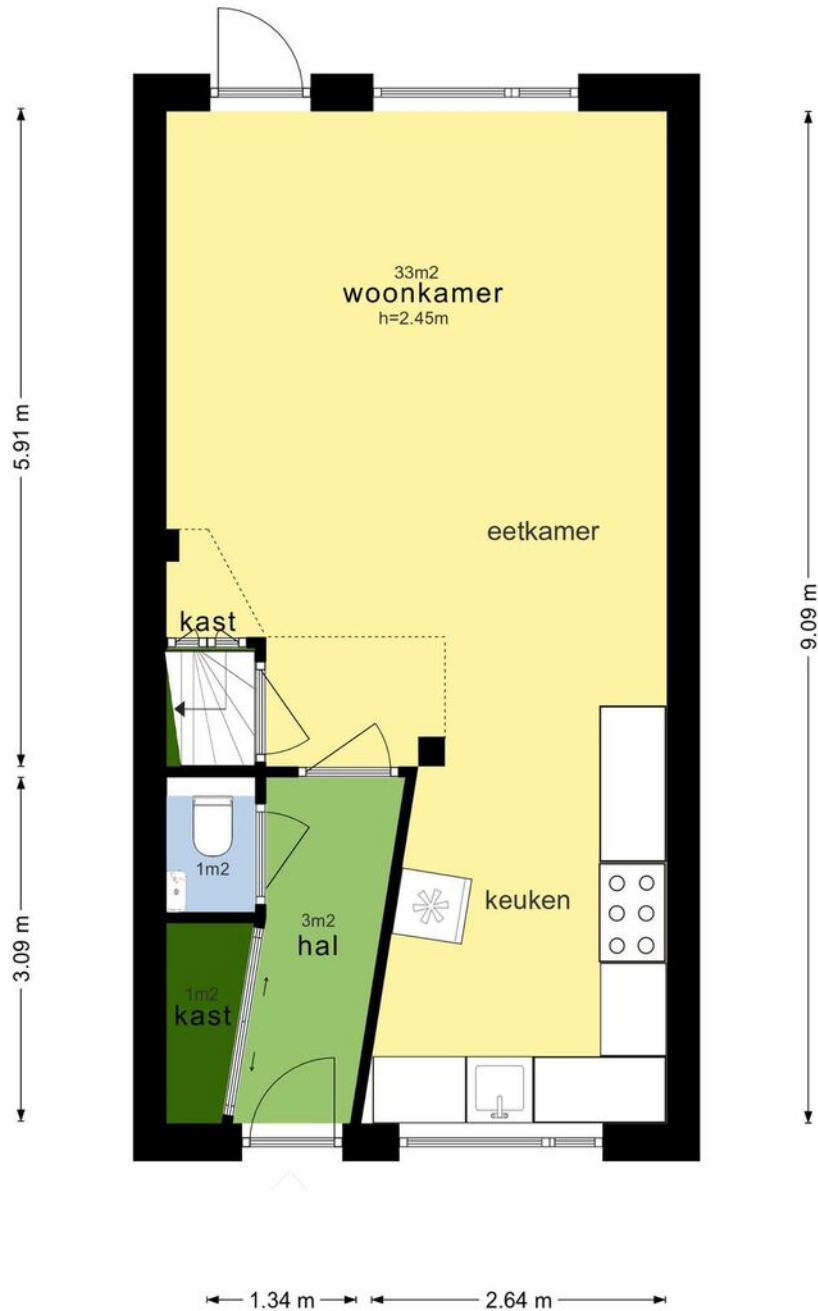 33m2
woonkamer
h=2.45m
5.91 m
eetkamer
9.09 m
kast
1m2
keuken
3m2
hal
3.09 m
1m2
kast
1.34 m
2.64 m